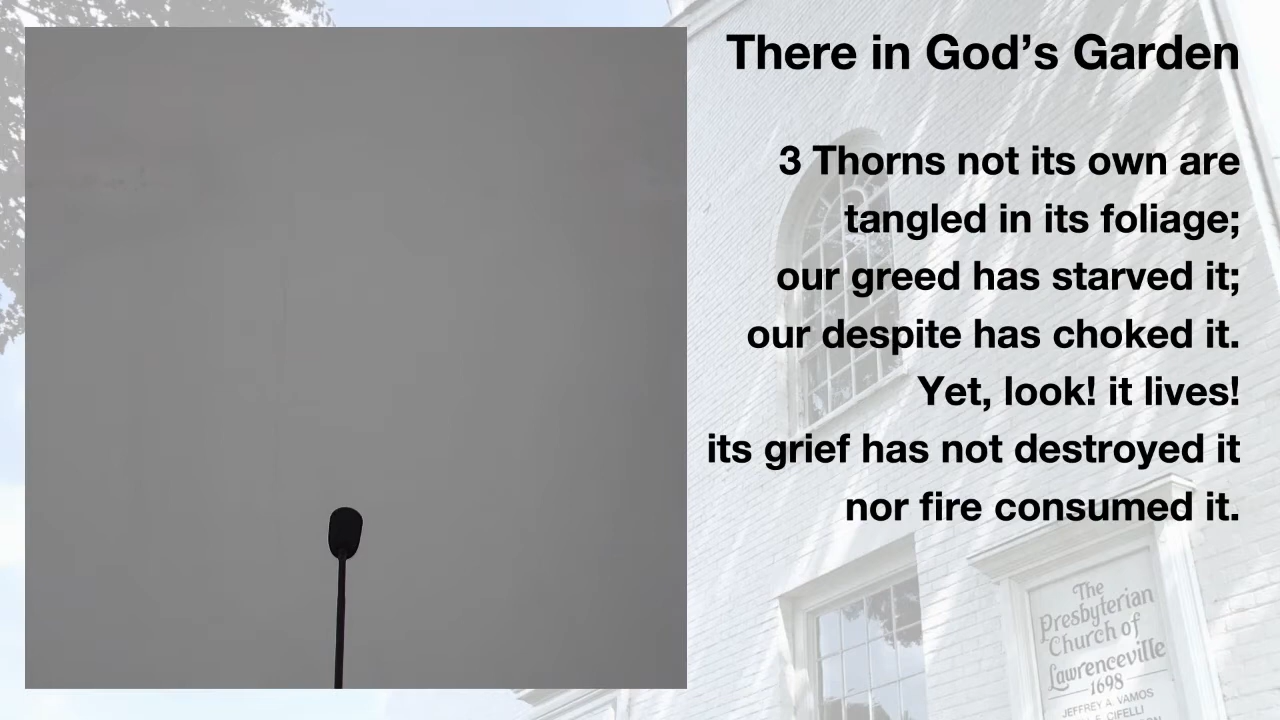 There in God’s Garden
3 Thorns not its own are
tangled in its foliage;
our greed has starved it;
our despite has choked it.
Yet, look! it lives!
its grief has not destroyed it
nor fire consumed it.
The
Presbyterian
Church of
Lawrenceville
1698
JEFFREY A. VAMOS
CIFELLI